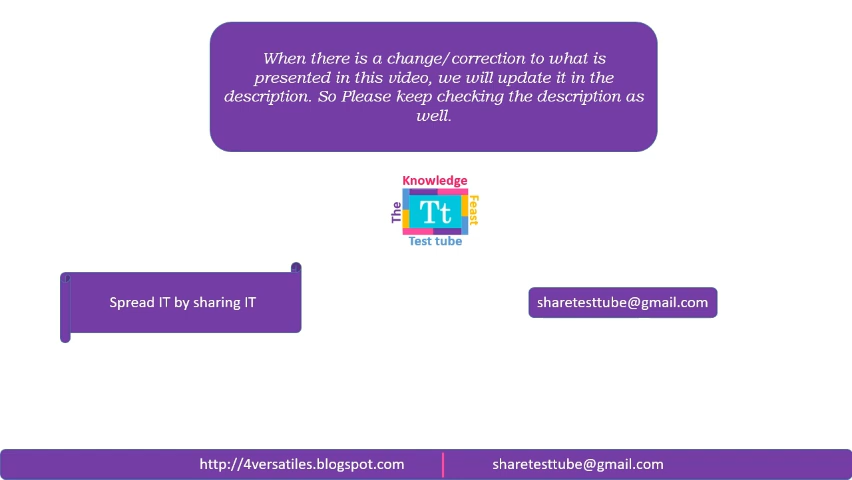 When there is a change/correction to what is
presented in this video, we will update it in the
description. So Please keep checking the description as
well.
Knowledge
The
Tt
Feast
Test tube
Spread IT by sharing IT
sharetesttube@gmail.com
http://4versatiles.blogspot.com
sharetesttube@gmail.com